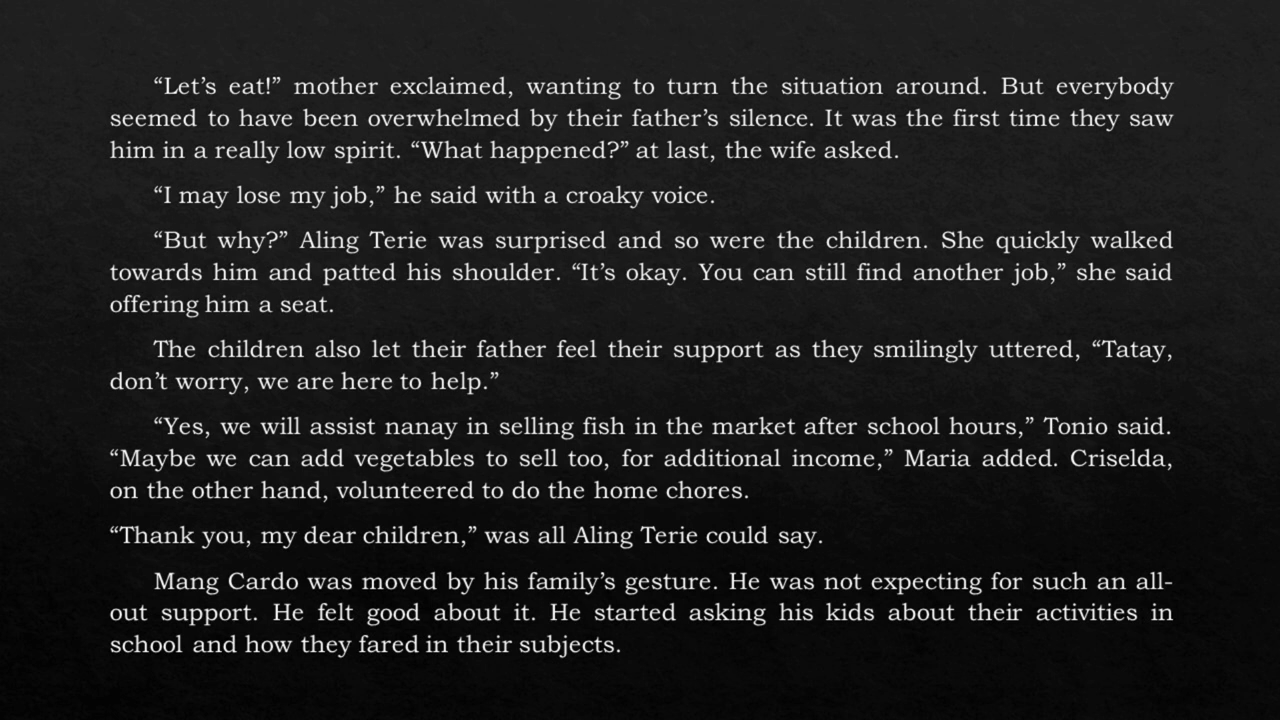 “Let’s eat!” mother exclaimed, wanting to turn the situation around. But everybody
seemed to have been overwhelmed by their father’s silence. It was the first time they saw
him in a really low spirit. “What happened?” at last, the wife asked.
“I may lose my job,” he said with a croaky voice.
“But why?” Aling Terie was surprised and so were the children. She quickly walked
towards him and patted his shoulder. “It’s okay. You can still find another job,” she said
offering him a seat.
The children also let their father feel their support as they smilingly uttered, “Tatay,
don’t worry, we are here to help.”
“Yes, we will assist nanay in selling fish in the market after school hours,” Tonio said.
“Maybe we can add vegetables to sell too, for additional income,” Maria added. Criselda,
on the other hand, volunteered to do the home chores.
“Thank you, my dear children,” was all Aling Terie could say.
Mang Cardo was moved by his family’s gesture. He was not expecting for such an all-
out support. He felt good about it. He started asking his kids about their activities in
school and how they fared in their subjects.